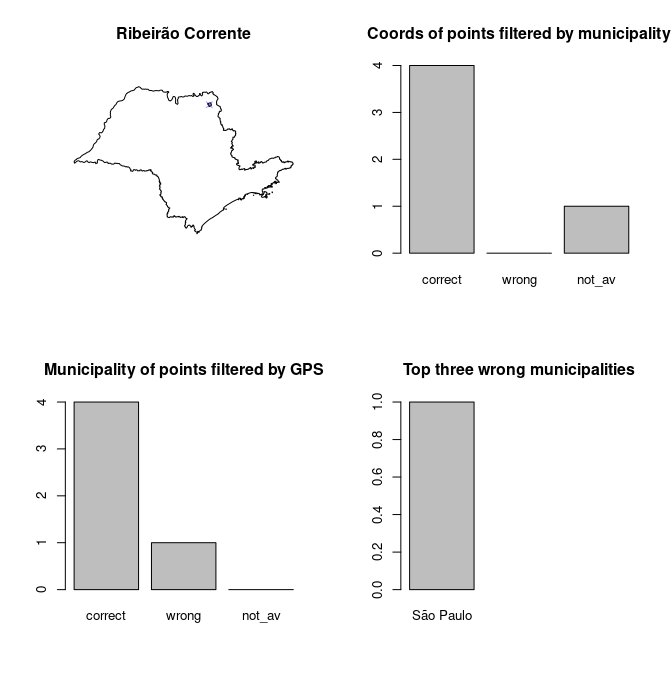 Ribeirão Corrente
Coords of points filtered by municipality
4
3
2
1
0
correct wrong not_av
Municipality of points filtered by GPS
4
3
2
1
0
correct wrong not_av
Top three wrong municipalities
1.0
0.8
0.6
0.4
0.2
0.0
São Paulo